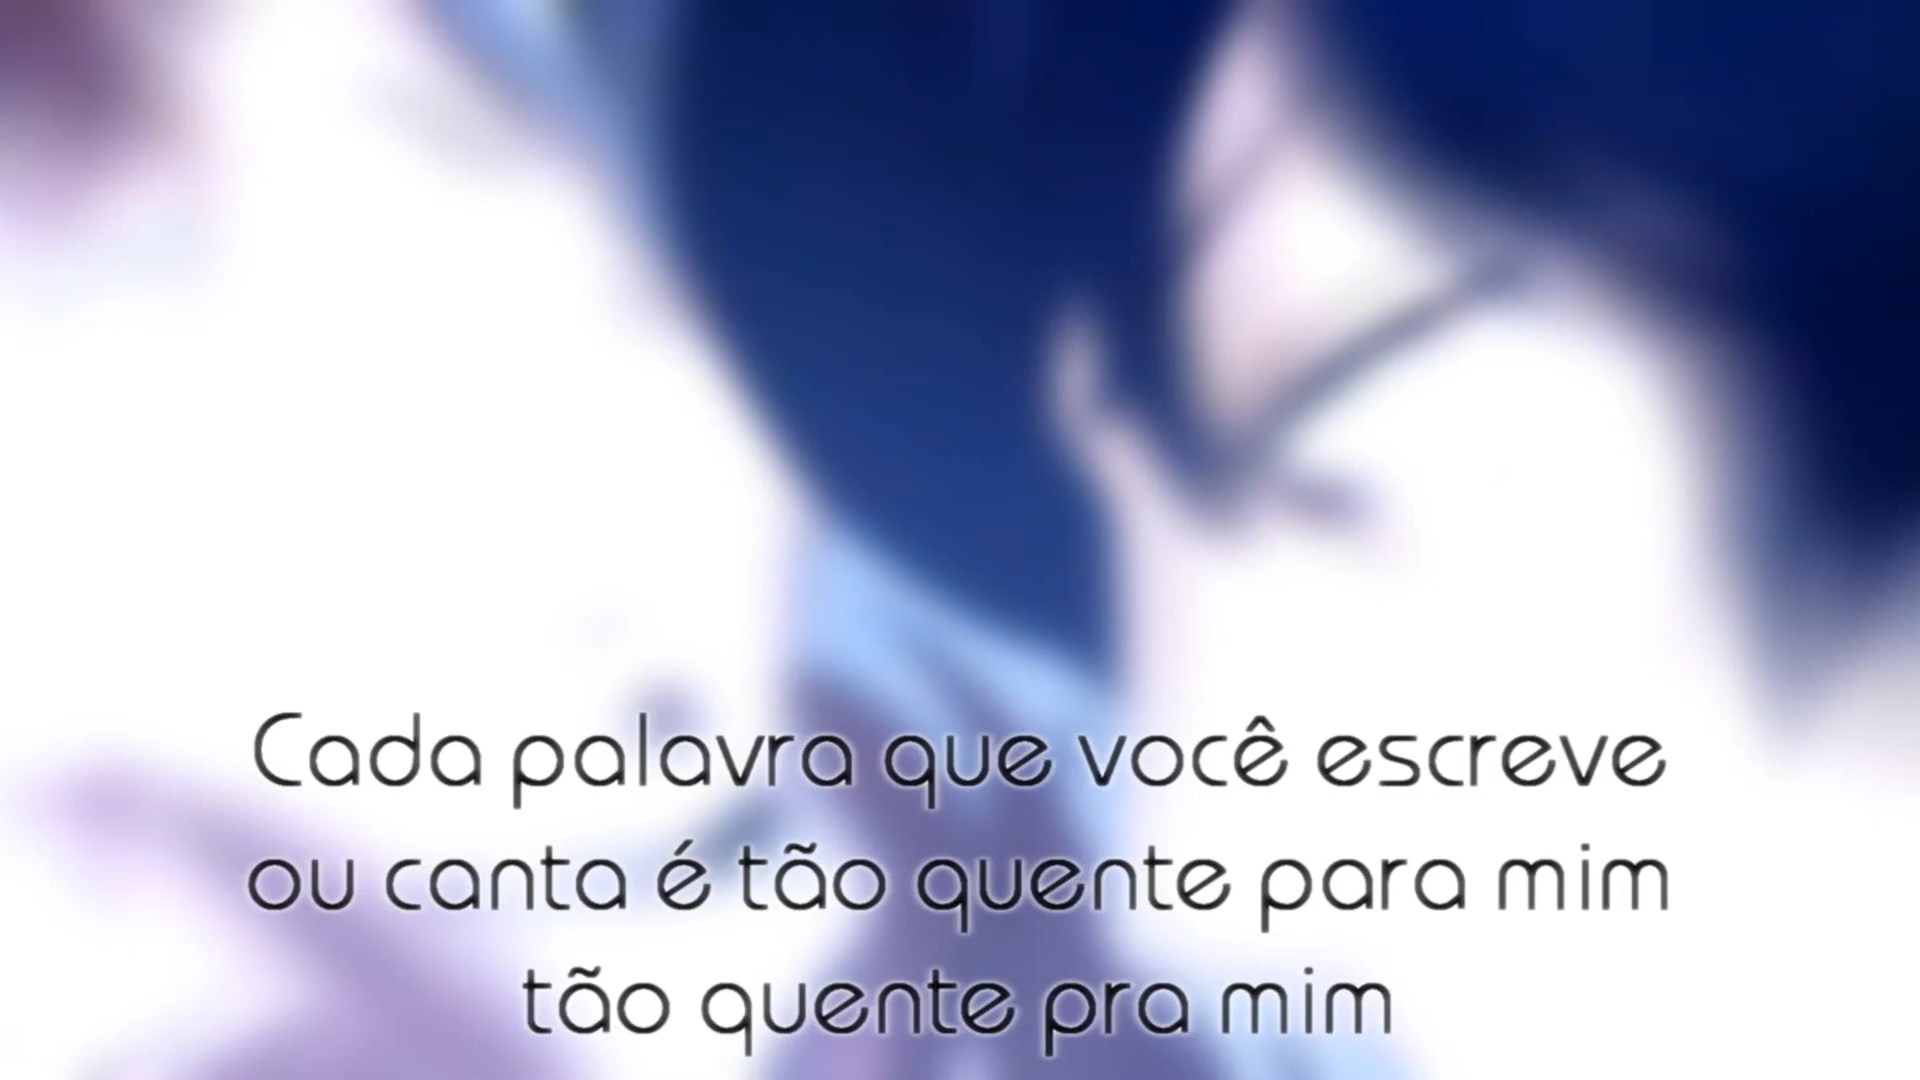 Cada palavra que você escreve
ou canta é tão quente para mim
tão quente pra mim